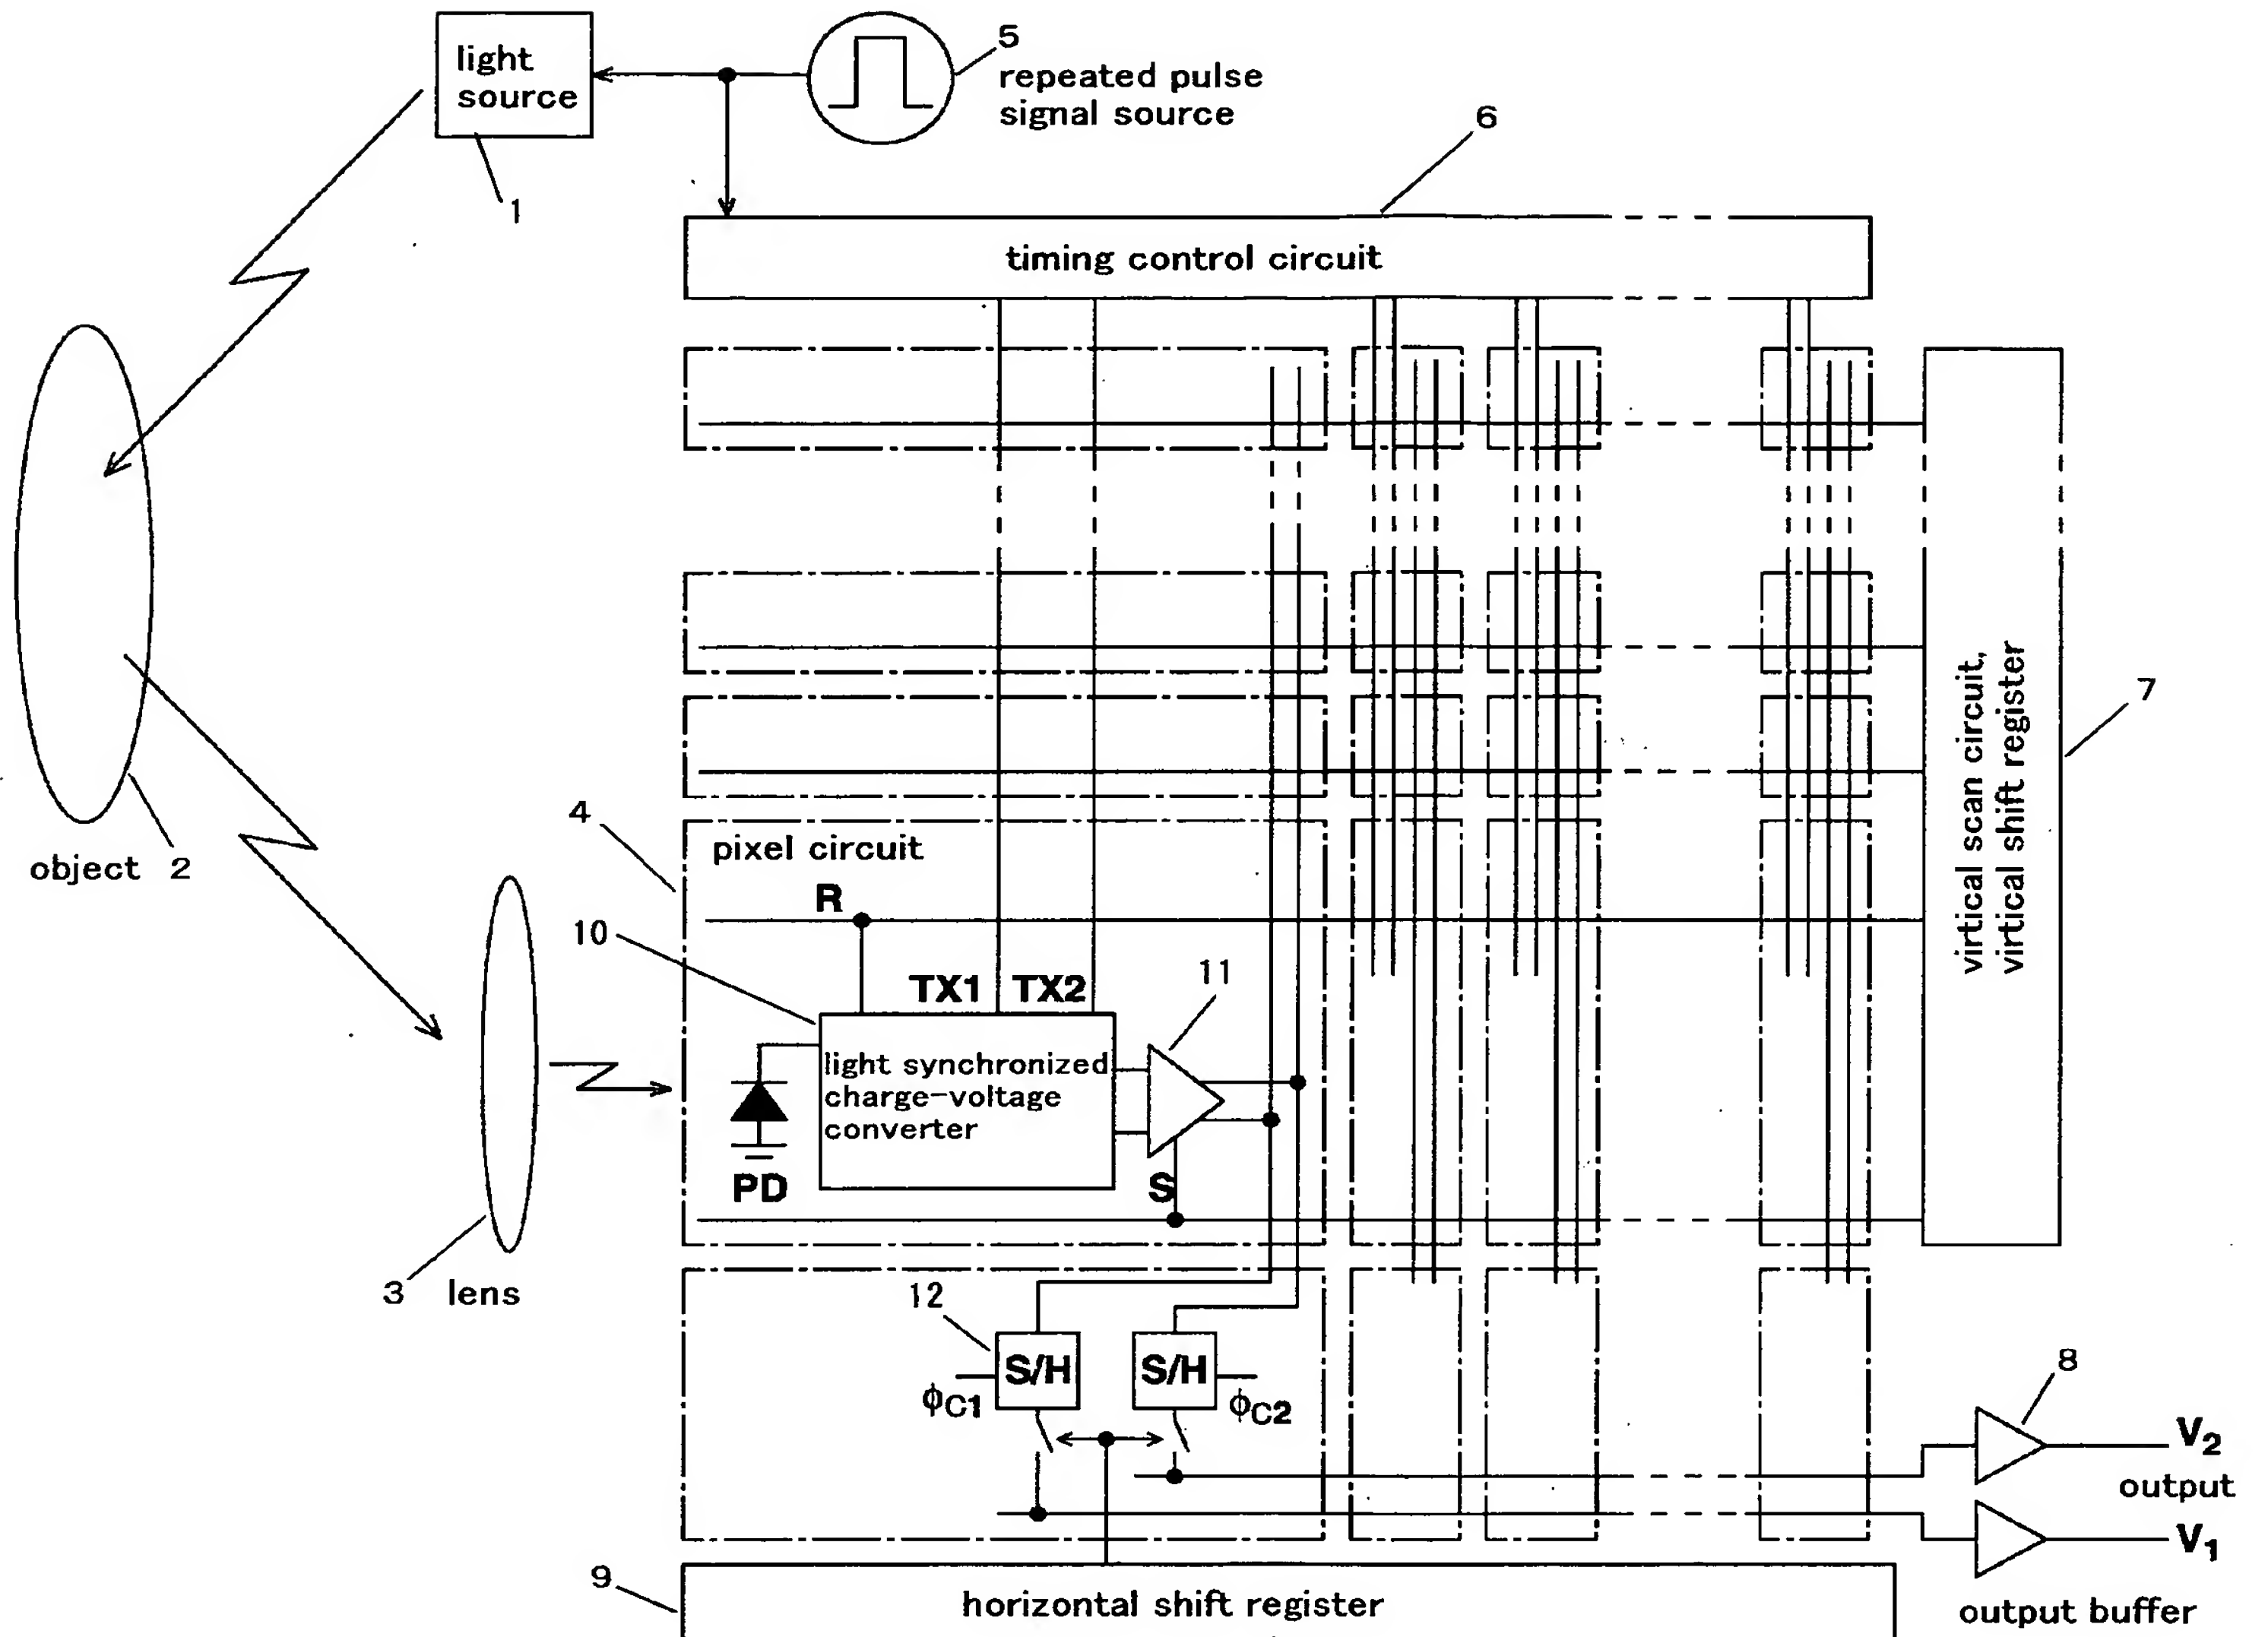 light
source
1
5
repeated pulse
signal source
6
timing control circuit
object 2
3 lens
4
pixel circuit
R
10
TX1 TX2
11
light synchronized
charge-voltage
converter
PD
S
virtical scan circuit,
virtical shift register
7
12
S/H
S/H
ϕC1
ϕC2
8
V2
output
V1
output buffer
9
horizontal shift register